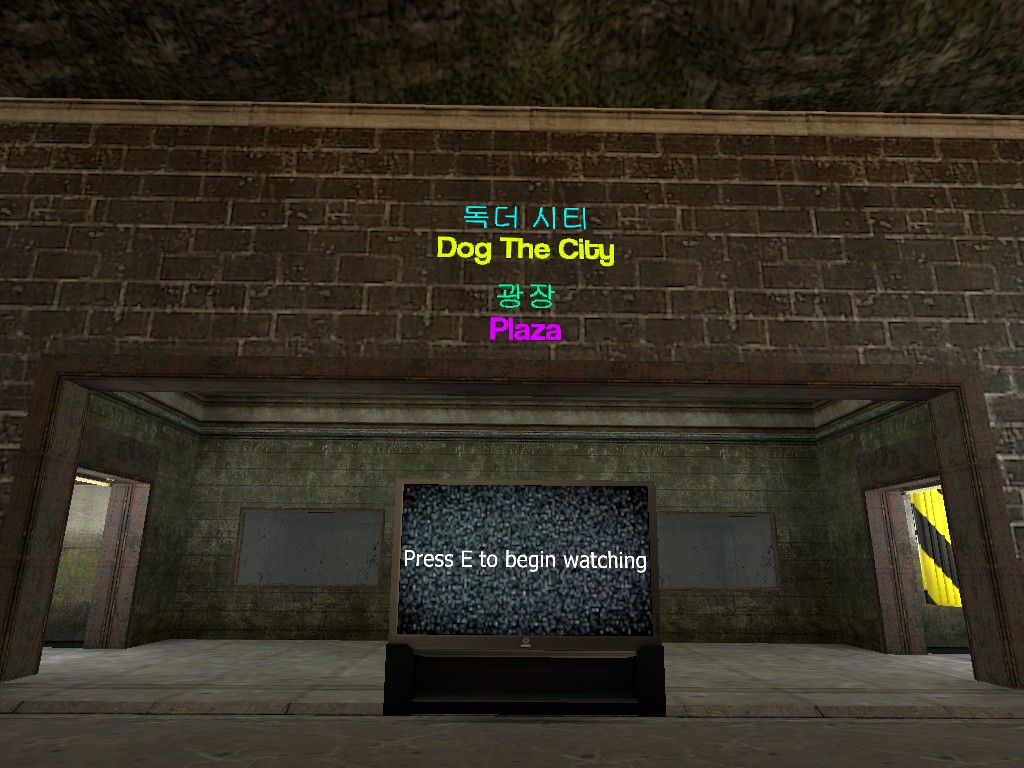 독더 시티
Dog The City
광장
Plaza
Press E to begin watching